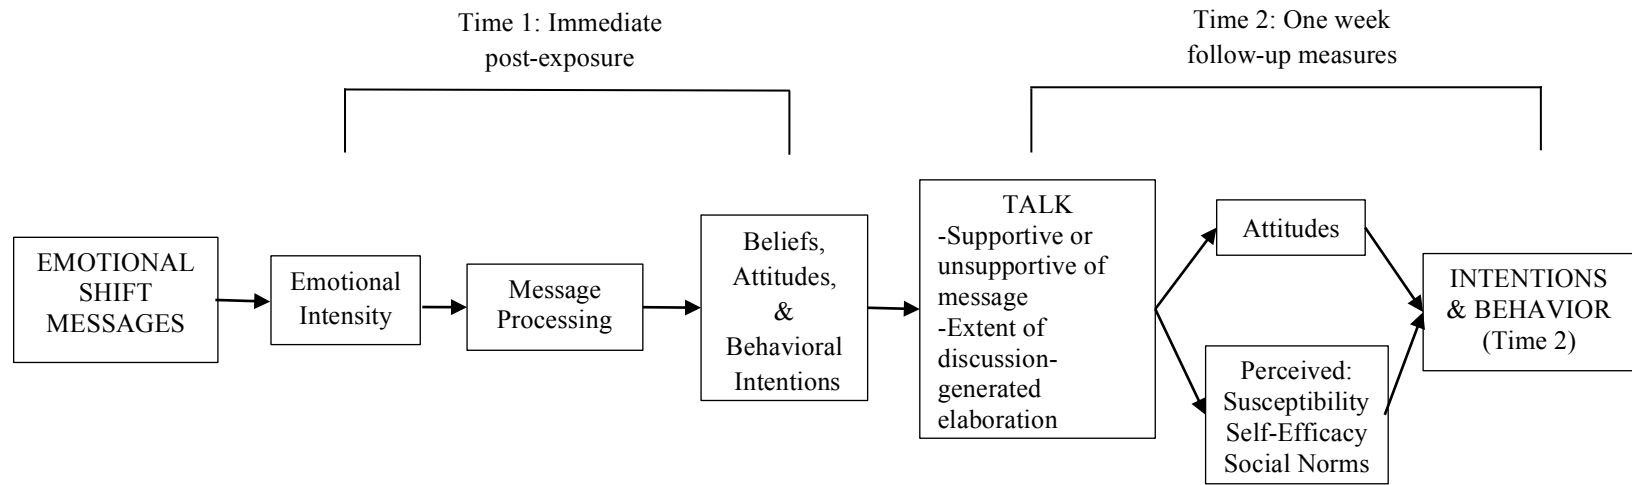 Time 1: Immediate
post-exposure
Time 2: One week
follow-up measures
EMOTIONAL
SHIFT
MESSAGES
Emotional
Intensity
Message
Processing
Beliefs,
Attitudes,
&
Behavioral
Intentions
TALK
-Supportive or
unsupportive of
message
-Extent of
discussion-
generated
elaboration
Attitudes
Perceived:
Susceptibility
Self-Efficacy
Social Norms
INTENTIONS
& BEHAVIOR
(Time 2)